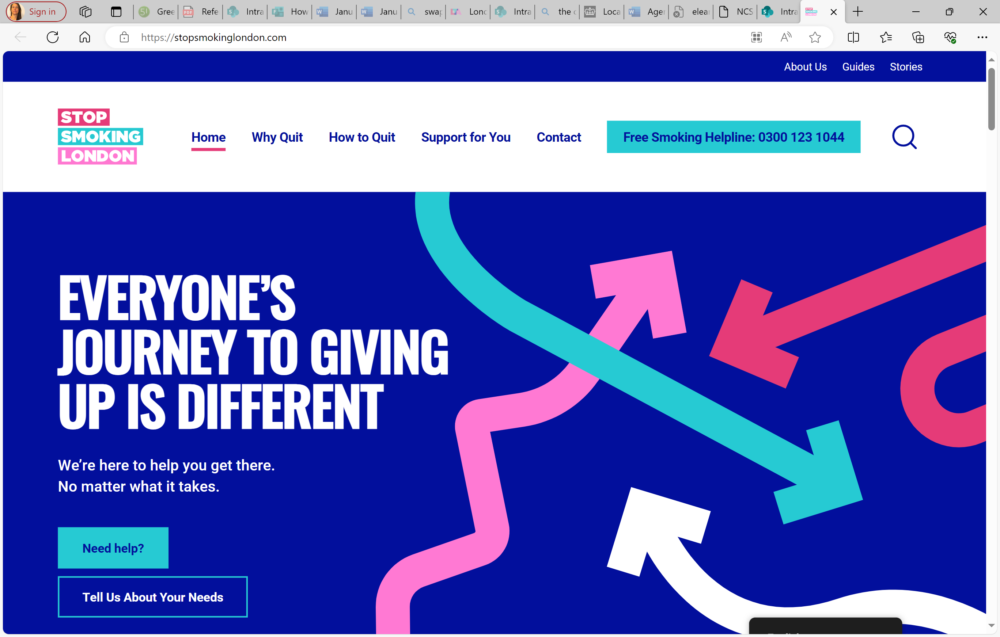 Sign in
Gree
Refe
Intra
How
Janu
Janu
swap
Lonc
Intra
the c
Loca
Ager
elear
NCS
Intra
https://stopsmokinglondon.com
About Us Guides Stories
STOP
SMOKING
LONDON
Home Why Quit How to Quit Support for You Contact Free Smoking Helpline: 0300 123 1044
EVERYONE'S
JOURNEY TO GIVING
UP IS DIFFERENT
We're here to help you get there.
No matter what it takes.
Need help?
Tell Us About Your Needs